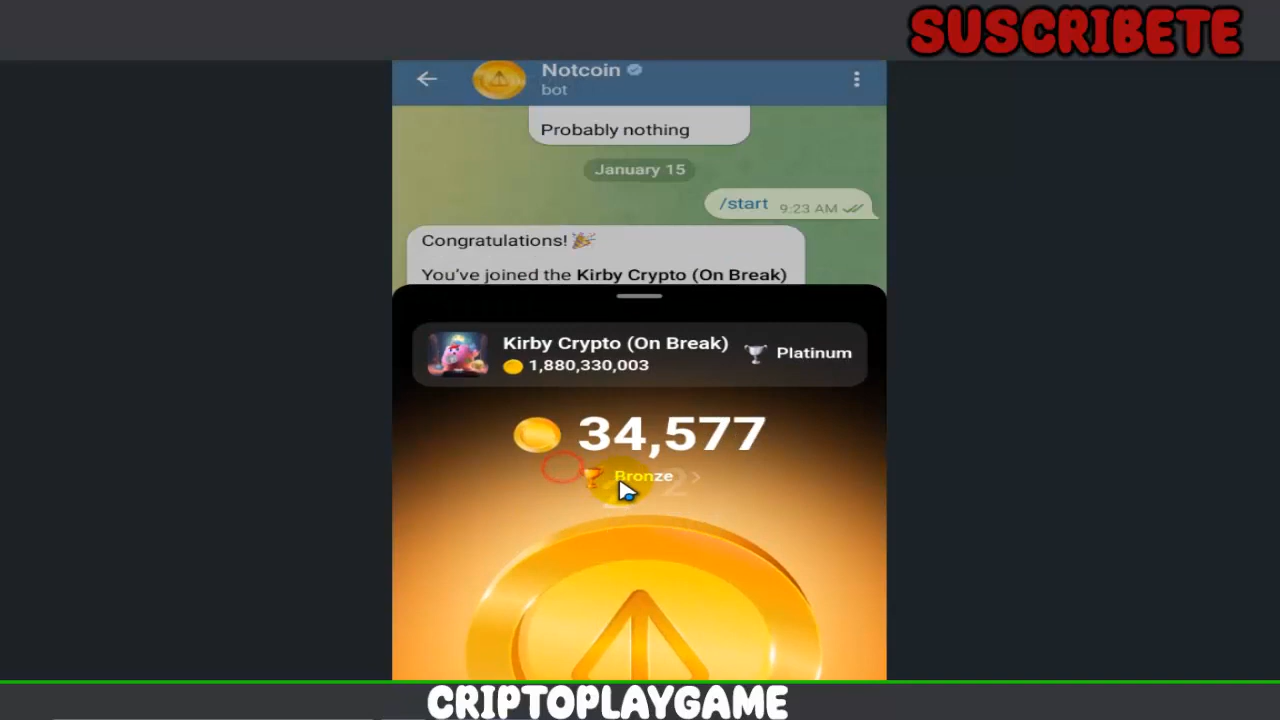 SUSCRIBETE
Notcoin
bot
Probably nothing
January 15
/start 9:23 AM
Congratulations! 🎉
You've joined the Kirby Crypto (On Break)
Kirby Crypto (On Break)
1,880,330,003
Platinum
34,577
Bronze
2
CRIPTOPLAYGAME